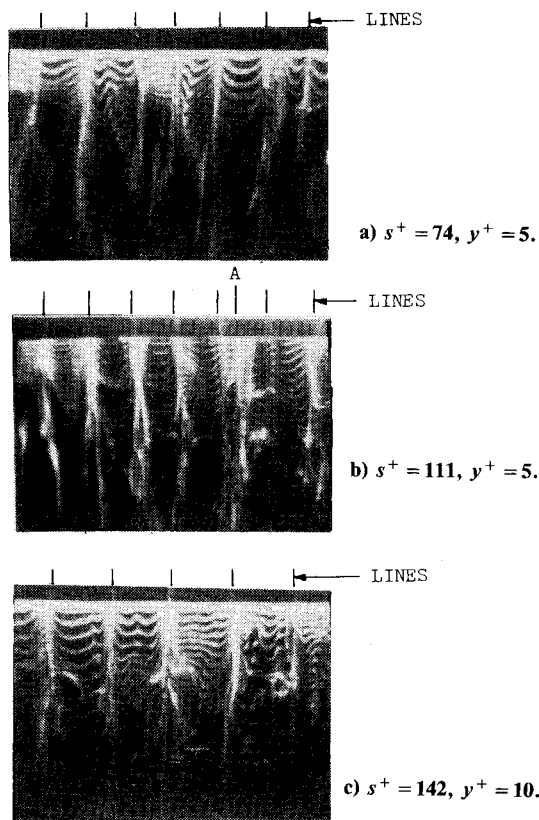 LINES
a) s⁺ = 74, y⁺ = 5.
A
LINES
b) s⁺ = 111, y⁺ = 5.
LINES
c) s⁺ = 142, y⁺ = 10.